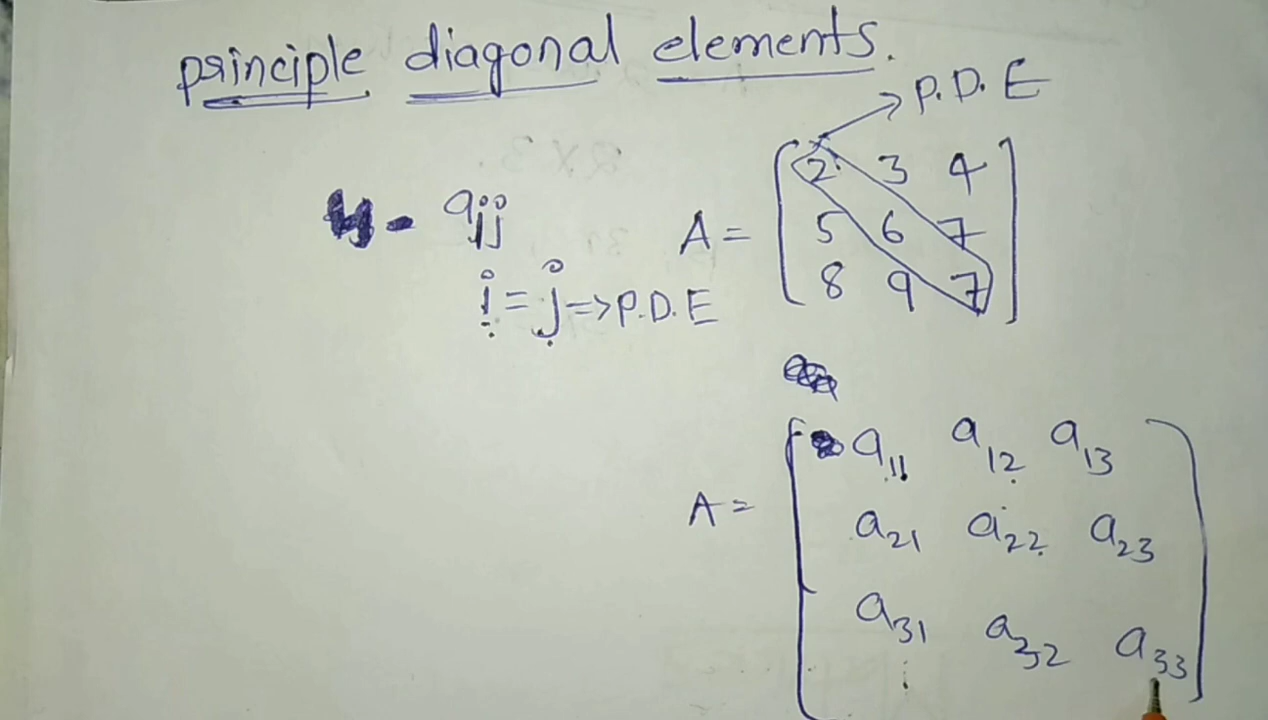 principle diagonal elements.
P.D.E
aij
i = j => P.D.E
A = [ 2 3 4
5 6 7
8 9 7 ]
A = [ a11 a12 a13
a21 a22 a23
a31 a32 a33 ]